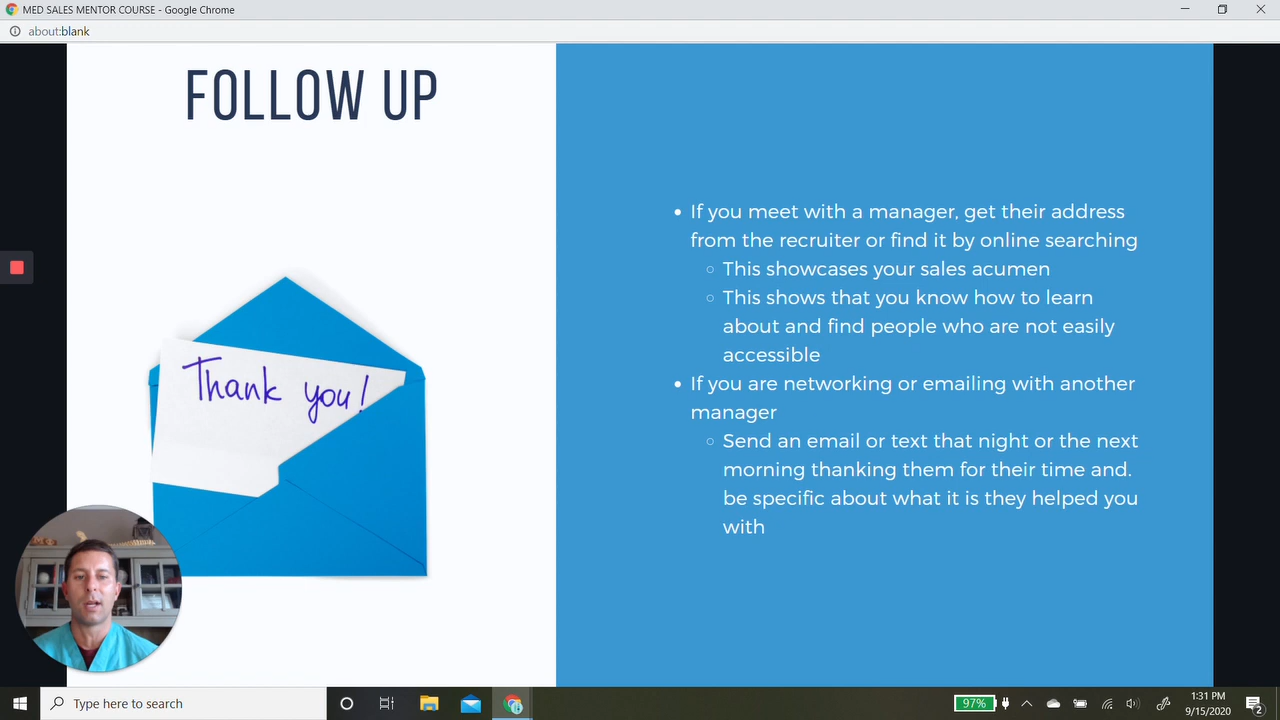 MED SALES MENTOR COURSE - Google Chrome
about:blank
FOLLOW UP
Thank you!
• If you meet with a manager, get their address
from the recruiter or find it by online searching
○ This showcases your sales acumen
○ This shows that you know how to learn
about and find people who are not easily
accessible
• If you are networking or emailing with another
manager
○ Send an email or text that night or the next
morning thanking them for their time and.
be specific about what it is they helped you
with
Type here to search
97%
1:31 PM
9/15/2020
2